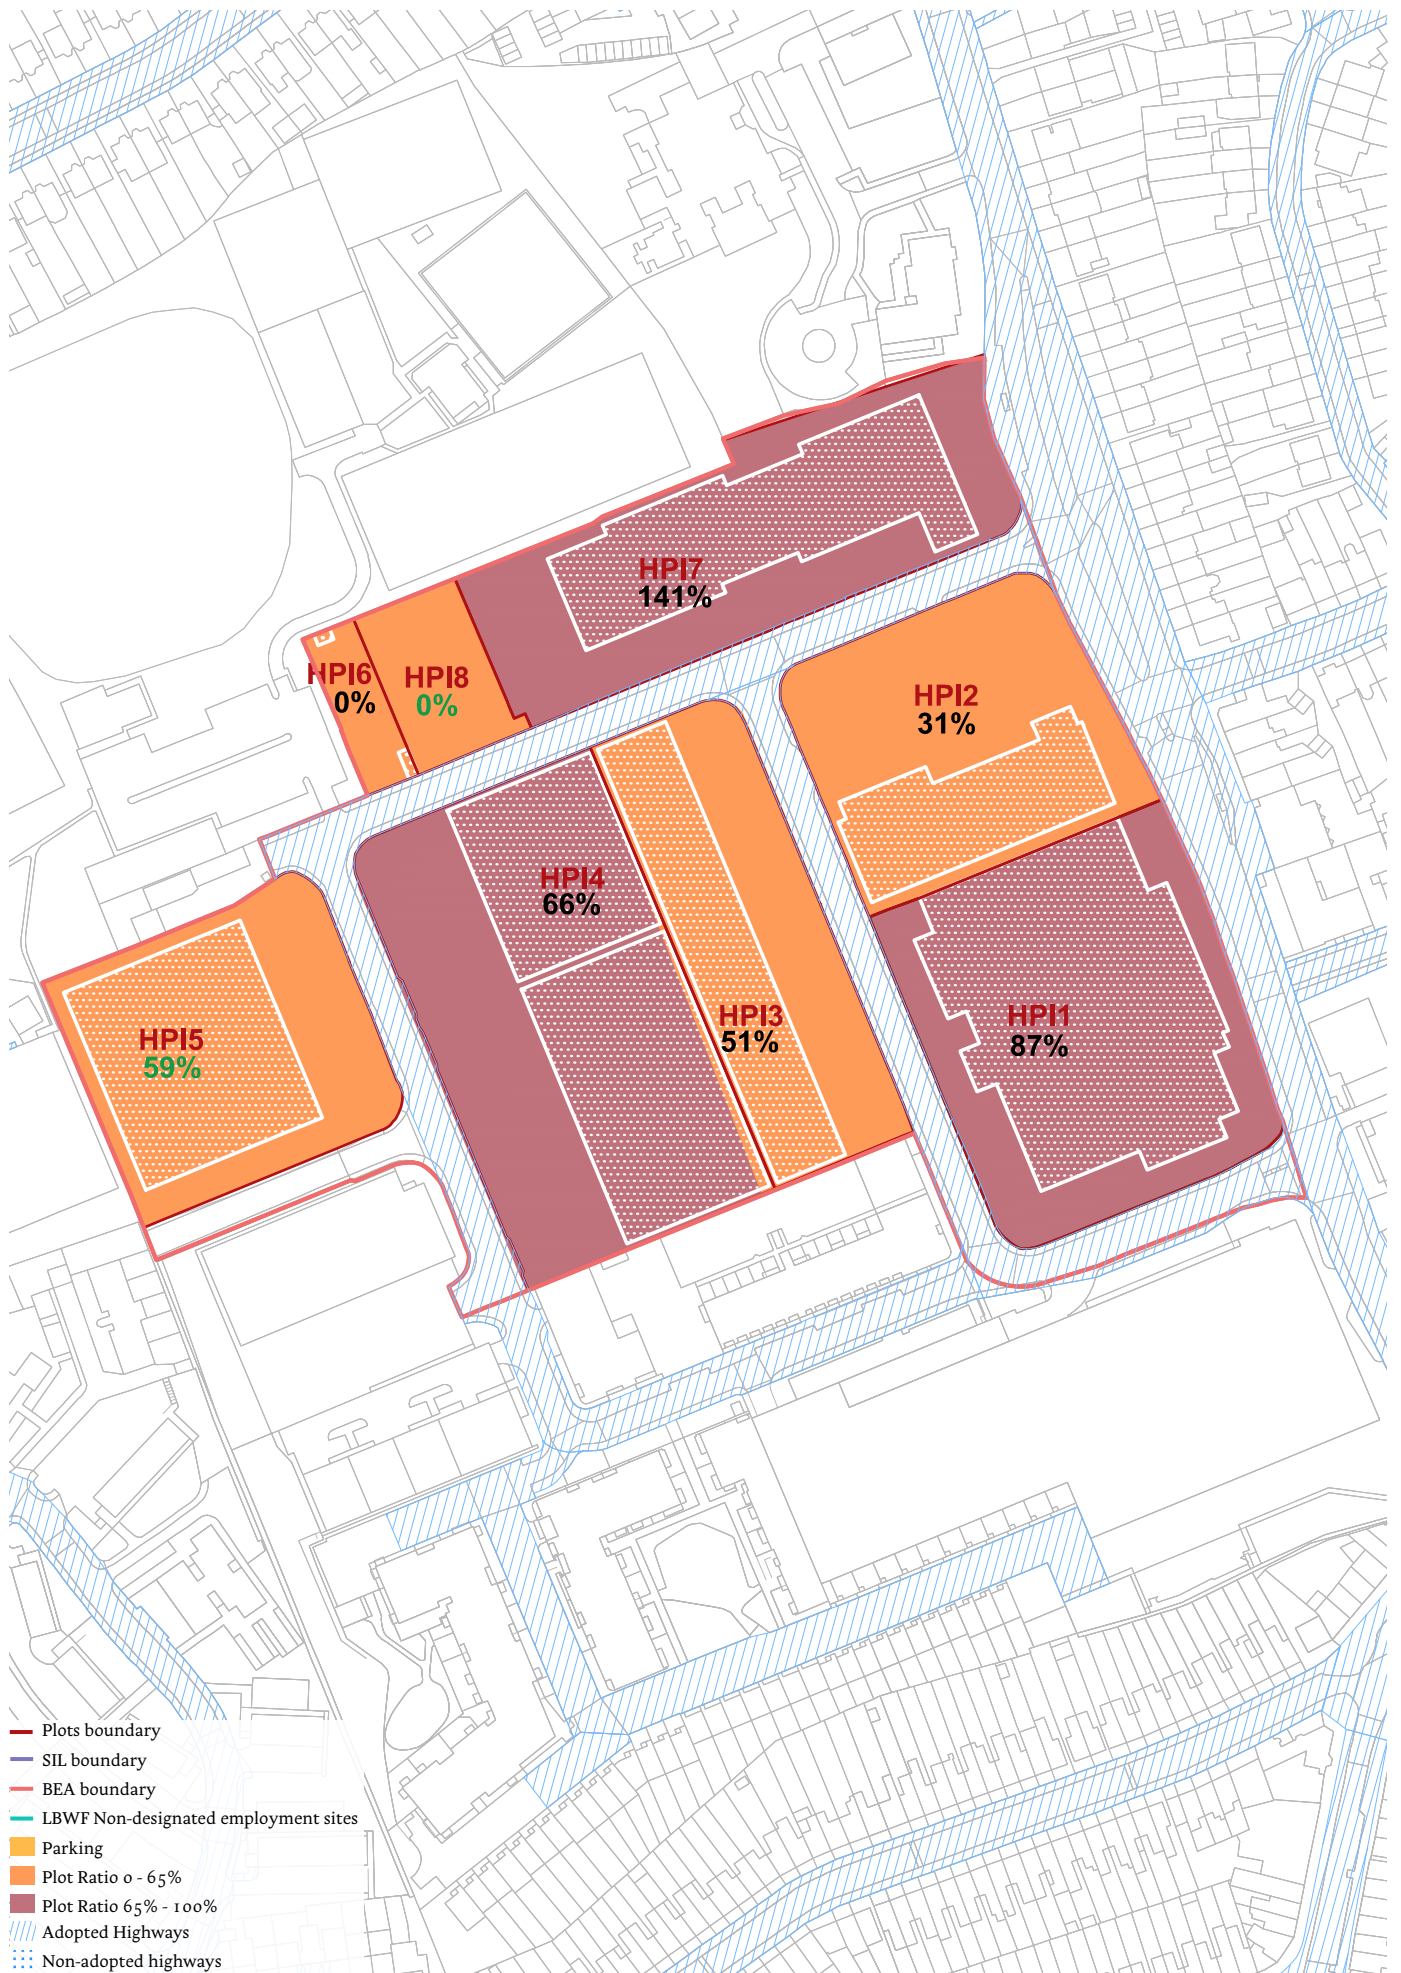 HPI7
141%
HPI6
0%
HPI8
0%
HPI2
31%
HPI4
66%
HPI3
51%
HPI1
87%
HPI5
59%
Plots boundary
SIL boundary
BEA boundary
LBWF Non-designated employment sites
Parking
Plot Ratio 0 - 65%
Plot Ratio 65% - 100%
Adopted Highways
Non-adopted highways